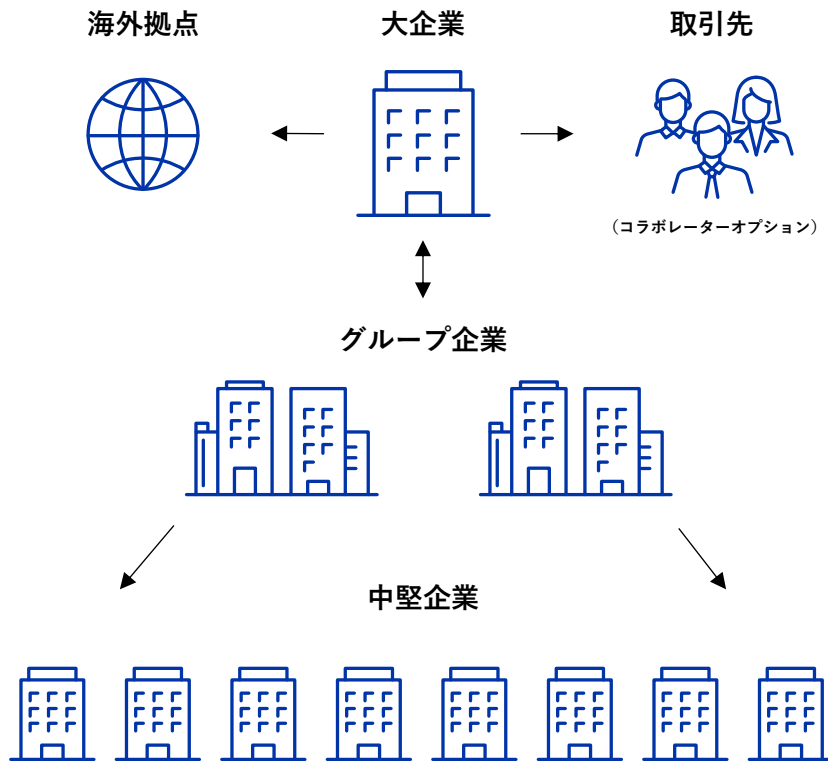 海外拠点
大企業
取引先
（コラボレーターオプション）
グループ企業
中堅企業